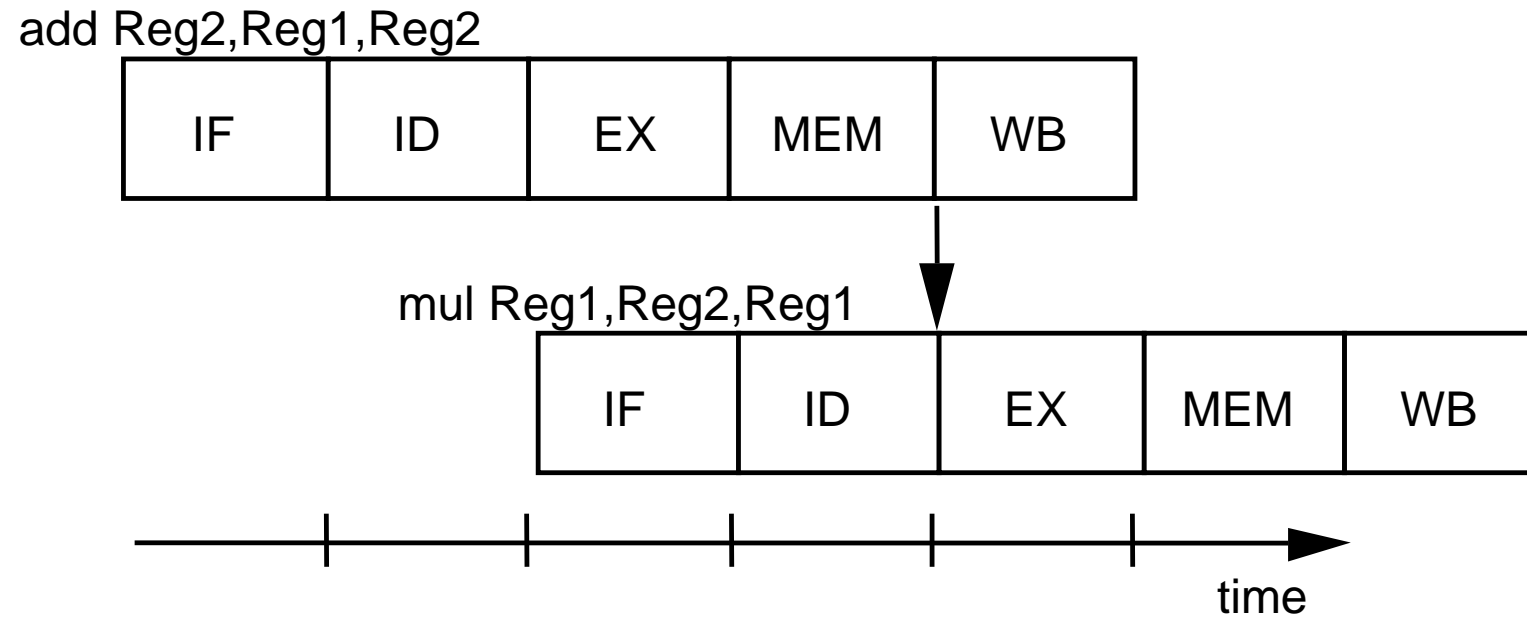 add Reg2,Reg1,Reg2
IF ID EX MEM WB
mul Reg1,Reg2,Reg1
IF ID EX MEM WB
time